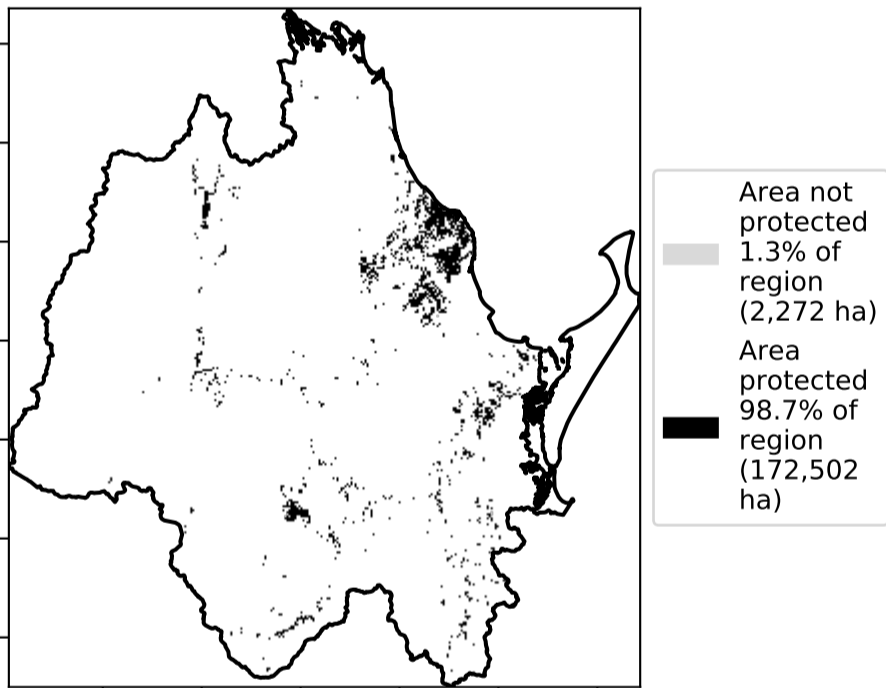 Area not
protected
1.3% of
region
(2,272 ha)
Area
protected
98.7% of
region
(172,502
ha)